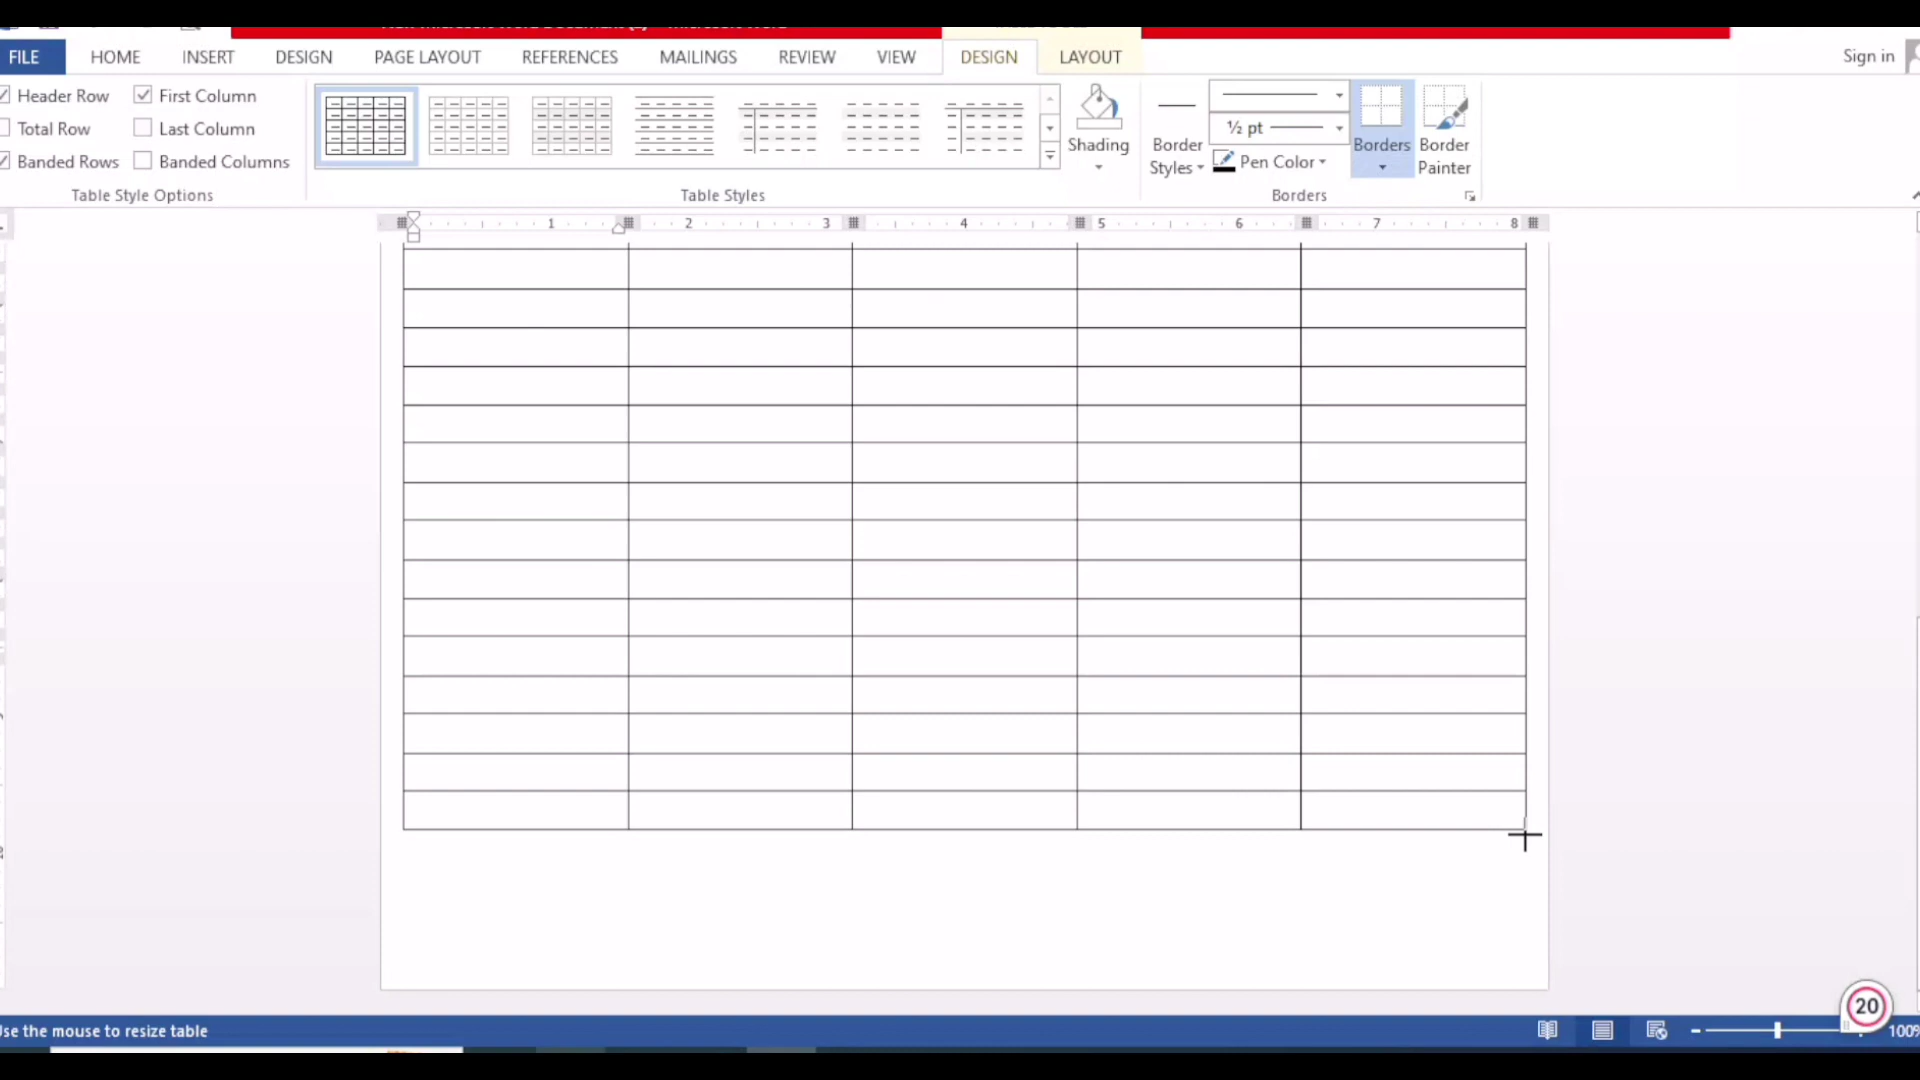 FILE HOME INSERT DESIGN PAGE LAYOUT REFERENCES MAILINGS REVIEW VIEW DESIGN LAYOUT Sign in
Header Row First Column
Total Row Last Column
Banded Rows Banded Columns
Table Style Options
Table Styles
Shading
Border Styles
½ pt
Pen Color
Borders
Border Painter
Borders
1 2 3 4 5 6 7 8
Use the mouse to resize table
20
100%